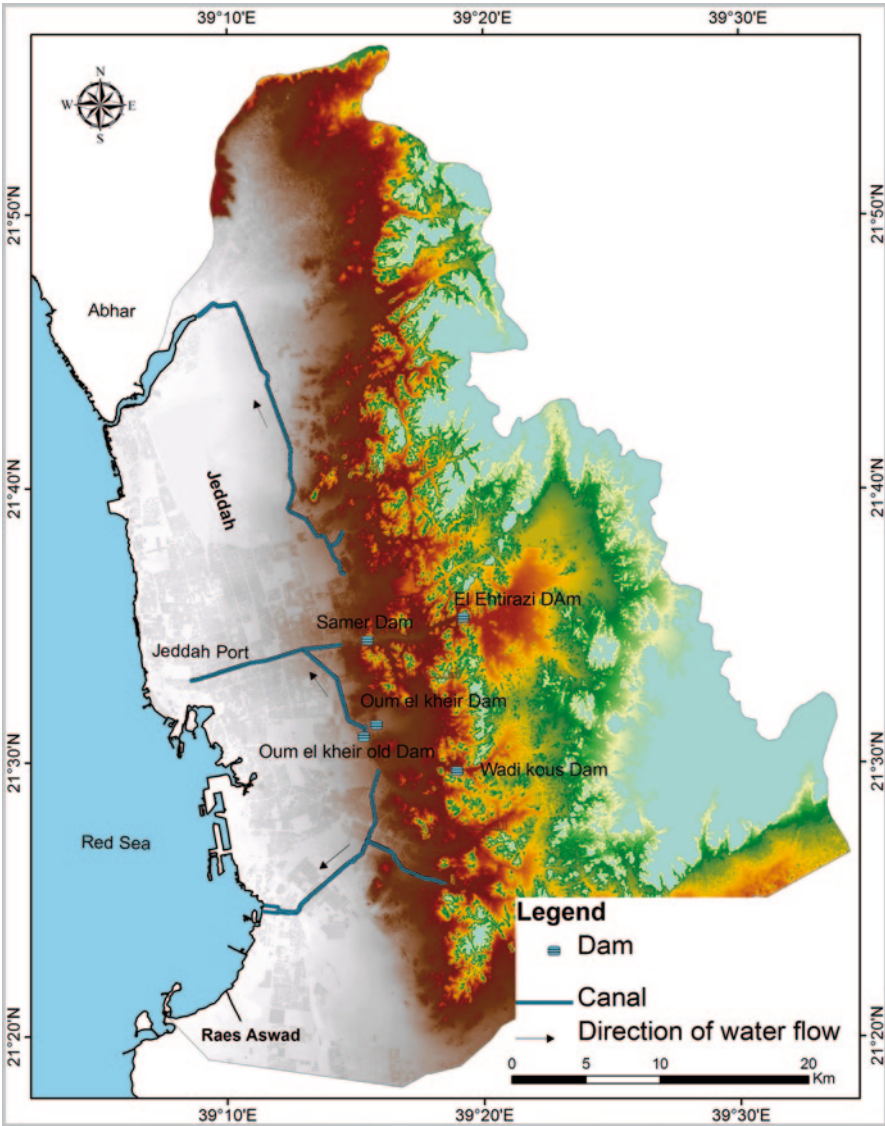 39°10'E 39°20'E 39°30'E
N
W E
S
21°50'N 21°50'N
Abhar
Jeddah
21°40'N 21°40'N
El Ehtirazi DAm
Samer Dam
Jeddah Port
Oum el kheir Dam
Oum el kheir old Dam
Wadi kous Dam
21°30'N 21°30'N
Red Sea
Legend
Dam
Canal
Direction of water flow
Raes Aswad
21°20'N 21°20'N
0 5 10 20
Km
39°10'E 39°20'E 39°30'E